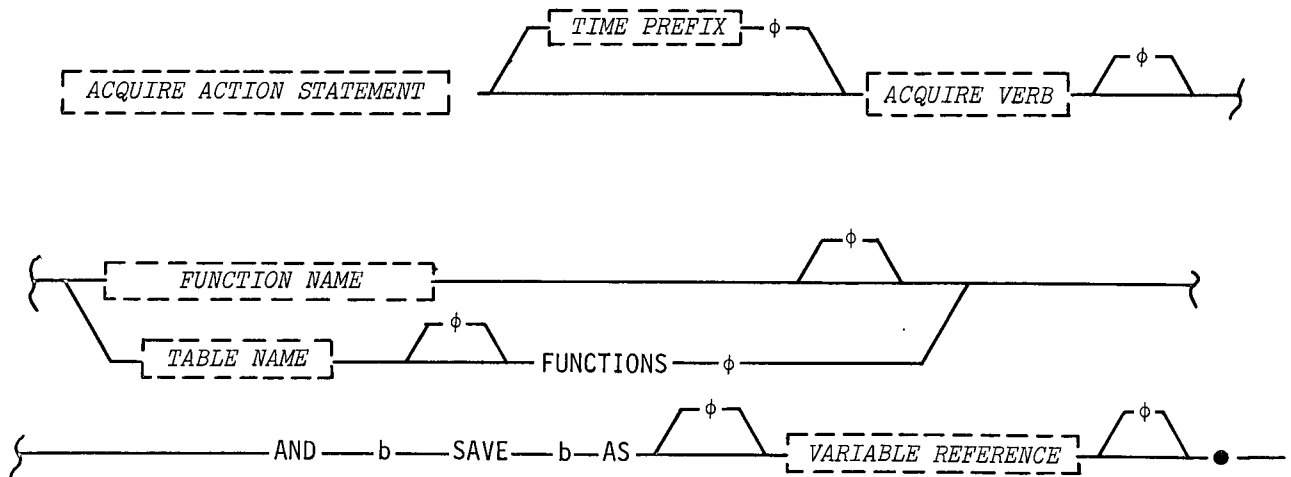 TIME PREFIX ϕ
ACQUIRE ACTION STATEMENT
ACQUIRE VERB
ϕ
FUNCTION NAME
ϕ
TABLE NAME
ϕ
FUNCTIONS ϕ
AND b SAVE b AS
ϕ
VARIABLE REFERENCE
ϕ